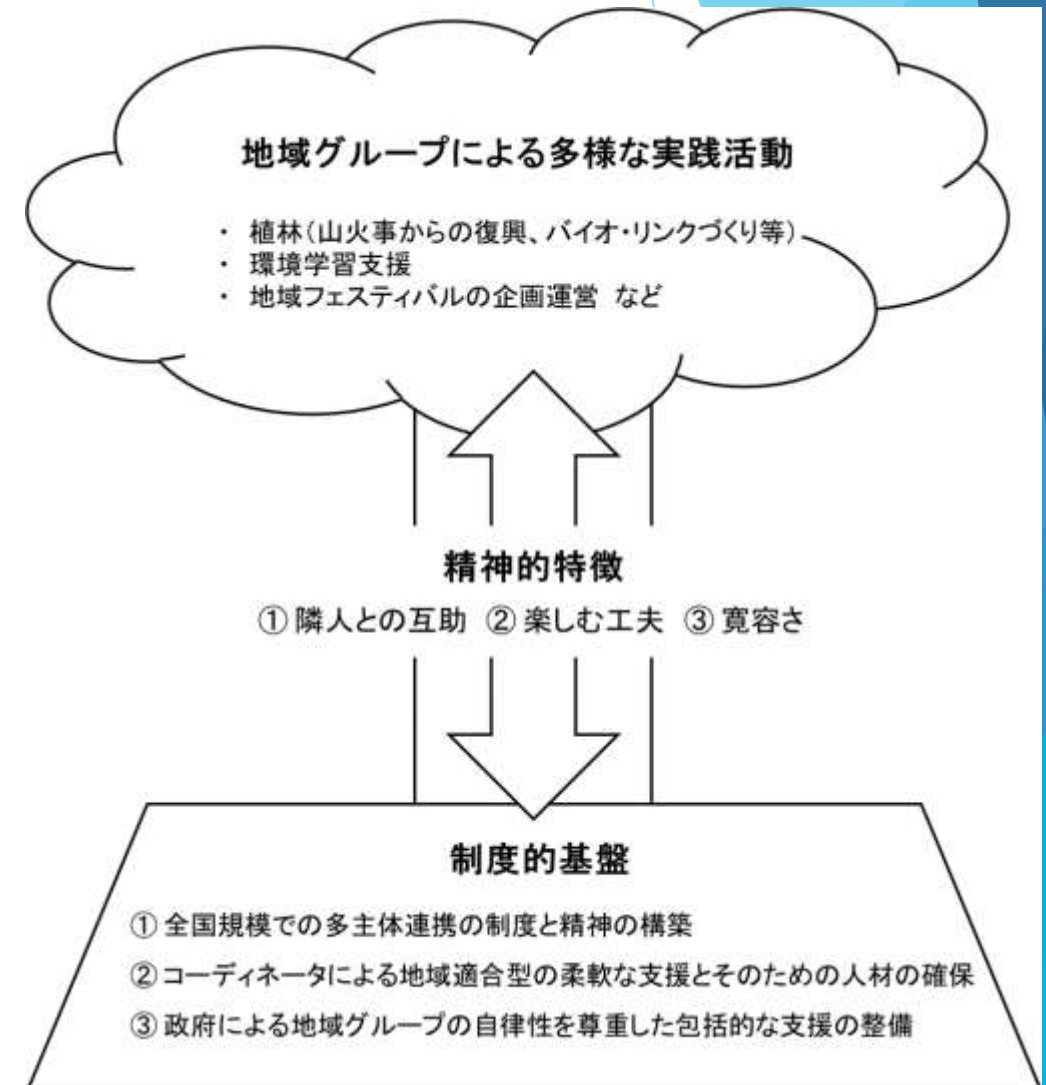 地域グループによる多様な実践活動
・ 植林(山火事からの復興、バイオ・リンクづくり等)
・ 環境学習支援
・ 地域フェスティバルの企画運営 など
精神的特徴
① 隣人との互助 ② 楽しむ工夫 ③ 寛容さ
制度的基盤
① 全国規模での多主体連携の制度と精神の構築
② コーディネータによる地域適合型の柔軟な支援とそのための人材の確保
③ 政府による地域グループの自律性を尊重した包括的な支援の整備